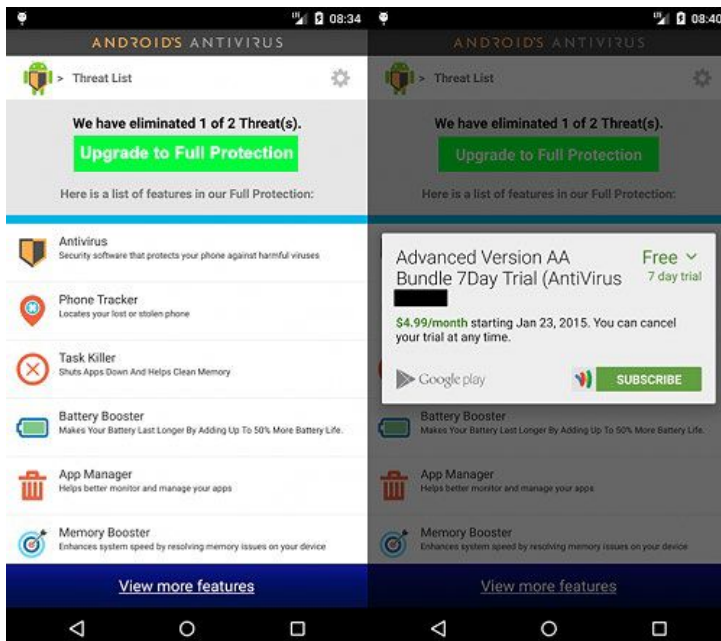 08:34
ANDROID'S ANTIVIRUS
> Threat List
We have eliminated 1 of 2 Threat(s).
Upgrade to Full Protection
Here is a list of features in our Full Protection:
Antivirus
Security software that protects your phone against harmful viruses
Phone Tracker
Locates your lost or stolen phone
Task Killer
Shuts Apps Down And Helps Clean Memory
Battery Booster
Makes Your Battery Last Longer By Adding Up To 50% More Battery Life.
App Manager
Helps better monitor and manage your apps
Memory Booster
Enhances system speed by resolving memory issues on your device
View more features
08:40
ANDROID'S ANTIVIRUS
> Threat List
We have eliminated 1 of 2 Threat(s).
Upgrade to Full Protection
Here is a list of features in our Full Protection:
Advanced Version AA
Bundle 7Day Trial (AntiVirus
Free
7 day trial
$4.99/month starting Jan 23, 2015. You can cancel
your trial at any time.
Google play
SUBSCRIBE
Battery Booster
Makes Your Battery Last Longer By Adding Up To 50% More Battery Life.
App Manager
Helps better monitor and manage your apps
Memory Booster
Enhances system speed by resolving memory issues on your device
View more features